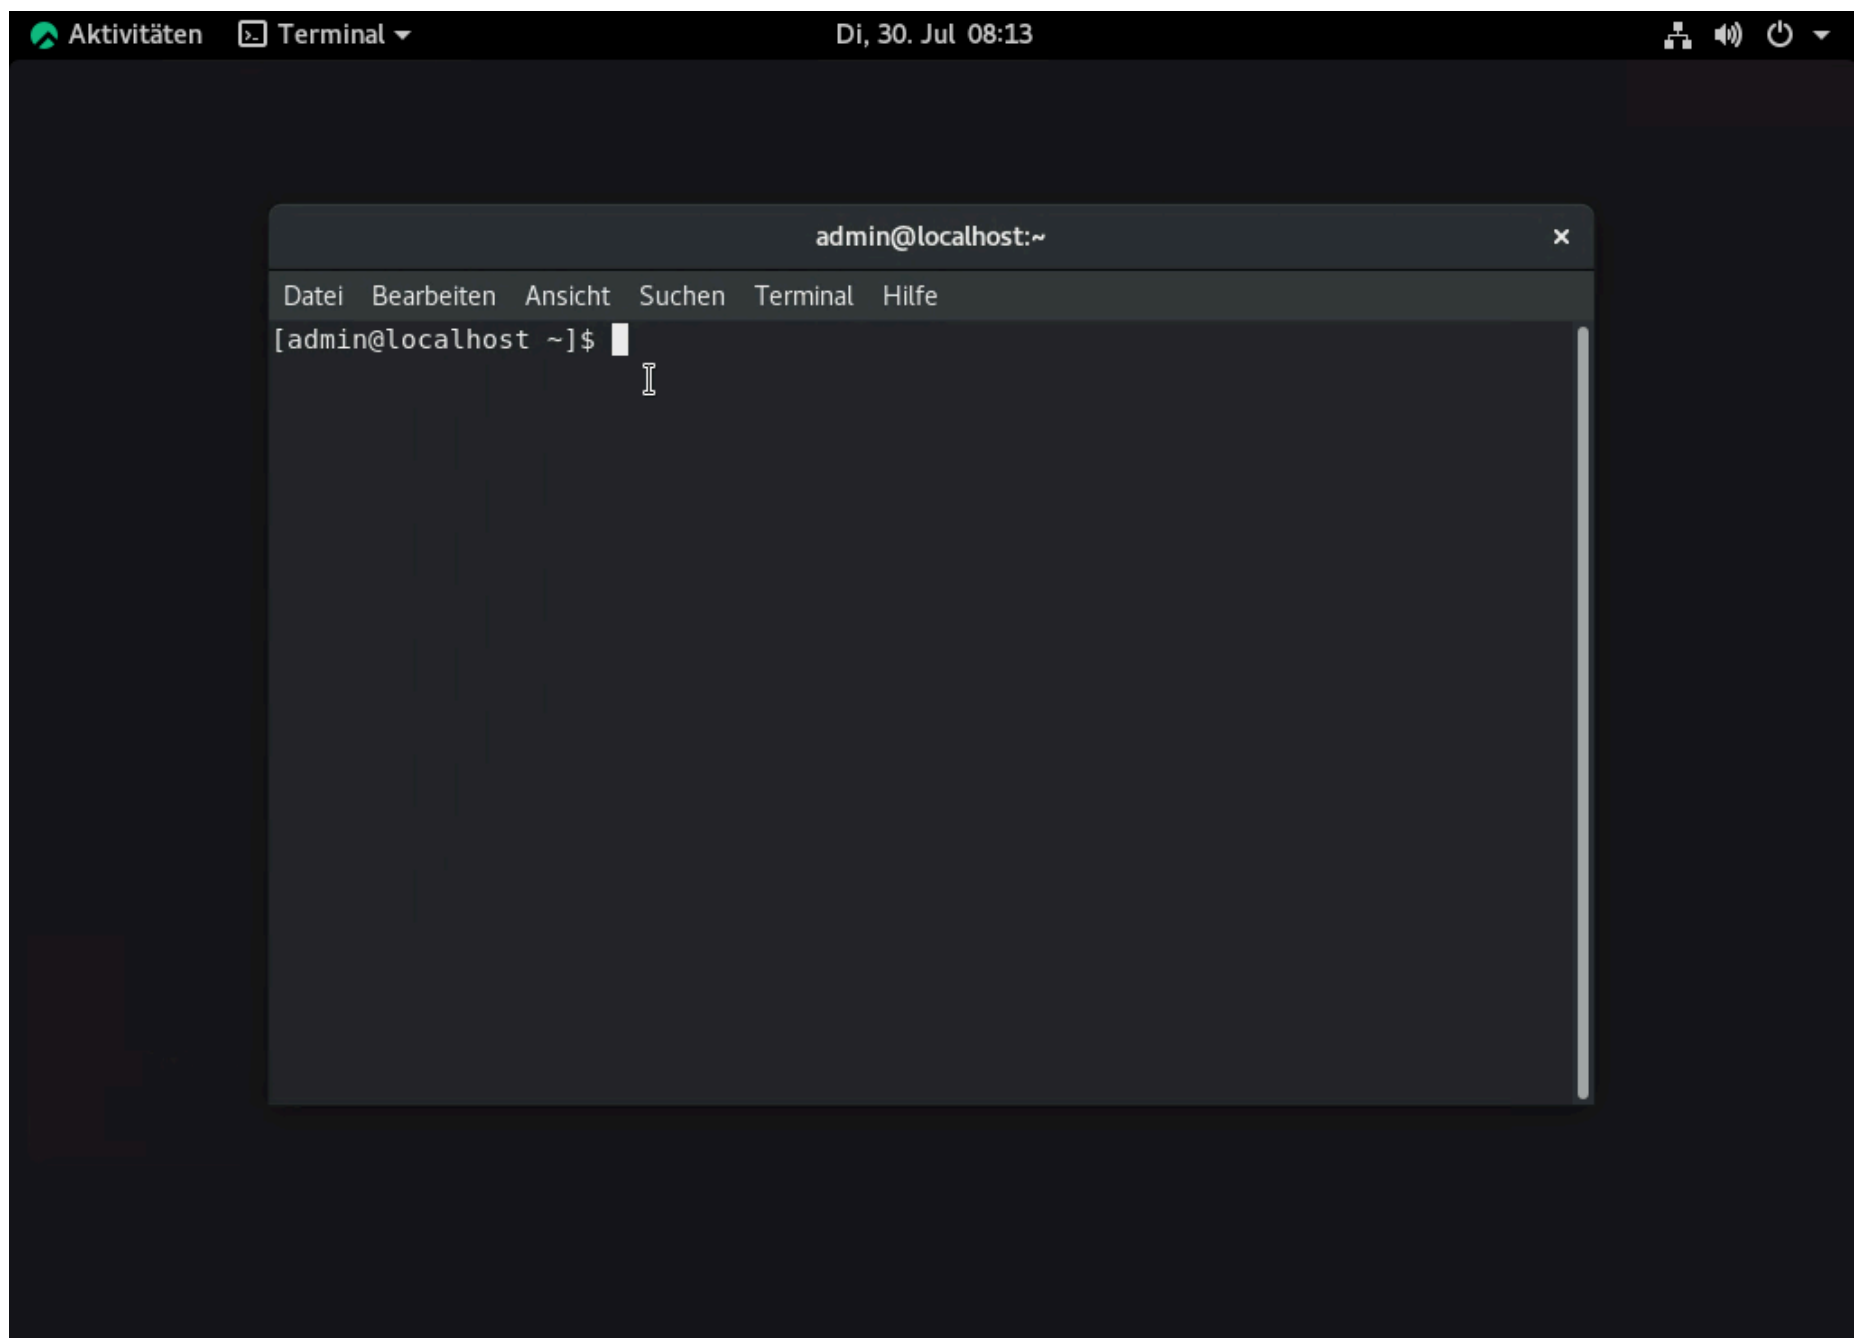 Aktivitäten Terminal Di, 30. Jul 08:13
admin@localhost:~
Datei Bearbeiten Ansicht Suchen Terminal Hilfe
[admin@localhost ~]$